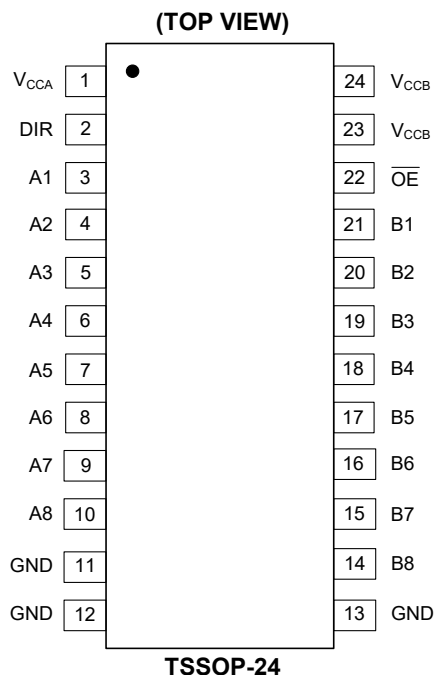 (TOP VIEW)
VCCA 1 24 VCCB
DIR 2 23 VCCB
A1 3 22 O̅E̅
A2 4 21 B1
A3 5 20 B2
A4 6 19 B3
A5 7 18 B4
A6 8 17 B5
A7 9 16 B6
A8 10 15 B7
GND 11 14 B8
GND 12 13 GND
TSSOP-24